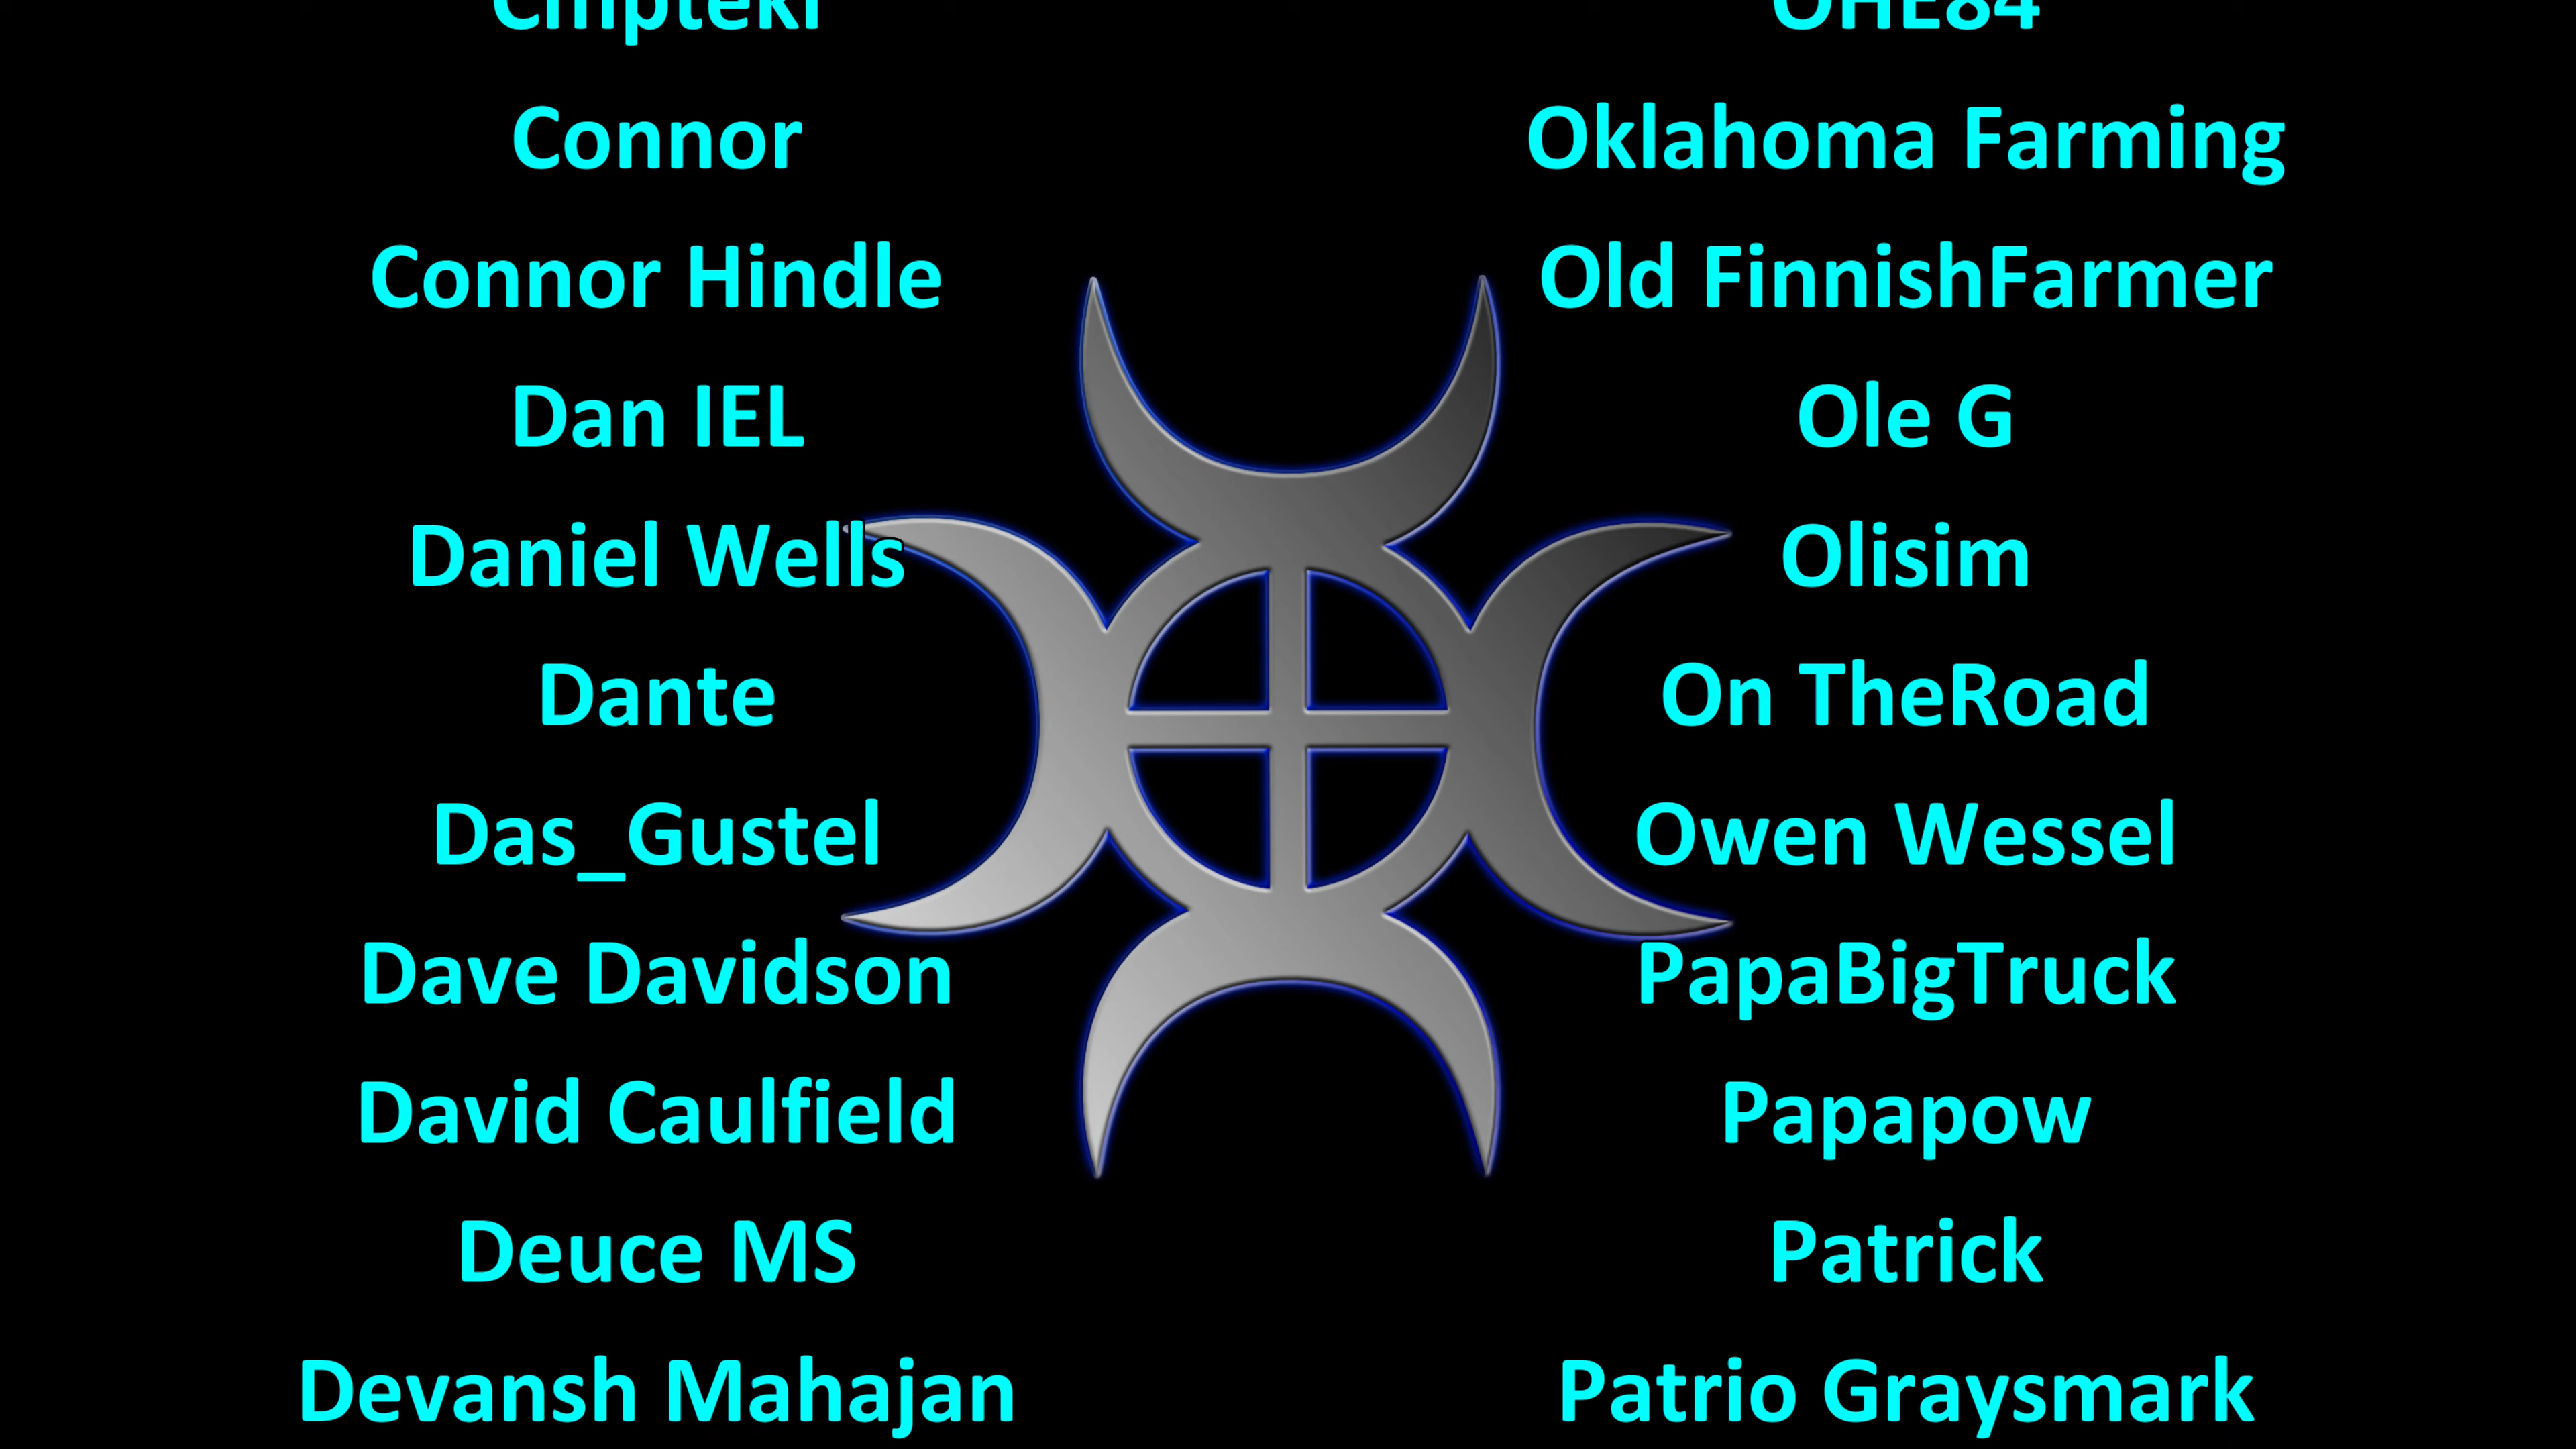 Connor
Connor Hindle
Dan IEL
Daniel Wells
Dante
Das_Gustel
Dave Davidson
David Caulfield
Deuce MS
Devansh Mahajan
OHE84
Oklahoma Farming
Old FinnishFarmer
Ole G
Olisim
On TheRoad
Owen Wessel
PapaBigTruck
Papapow
Patrick
Patrio Graysmark